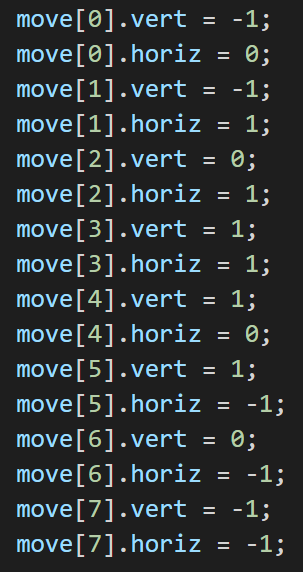 move[0].vert = -1;
move[0].horiz = 0;
move[1].vert = -1;
move[1].horiz = 1;
move[2].vert = 0;
move[2].horiz = 1;
move[3].vert = 1;
move[3].horiz = 1;
move[4].vert = 1;
move[4].horiz = 0;
move[5].vert = 1;
move[5].horiz = -1;
move[6].vert = 0;
move[6].horiz = -1;
move[7].vert = -1;
move[7].horiz = -1;